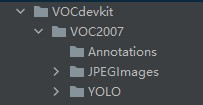 VOCdevkit
VOC2007
Annotations
JPEGImages
YOLO